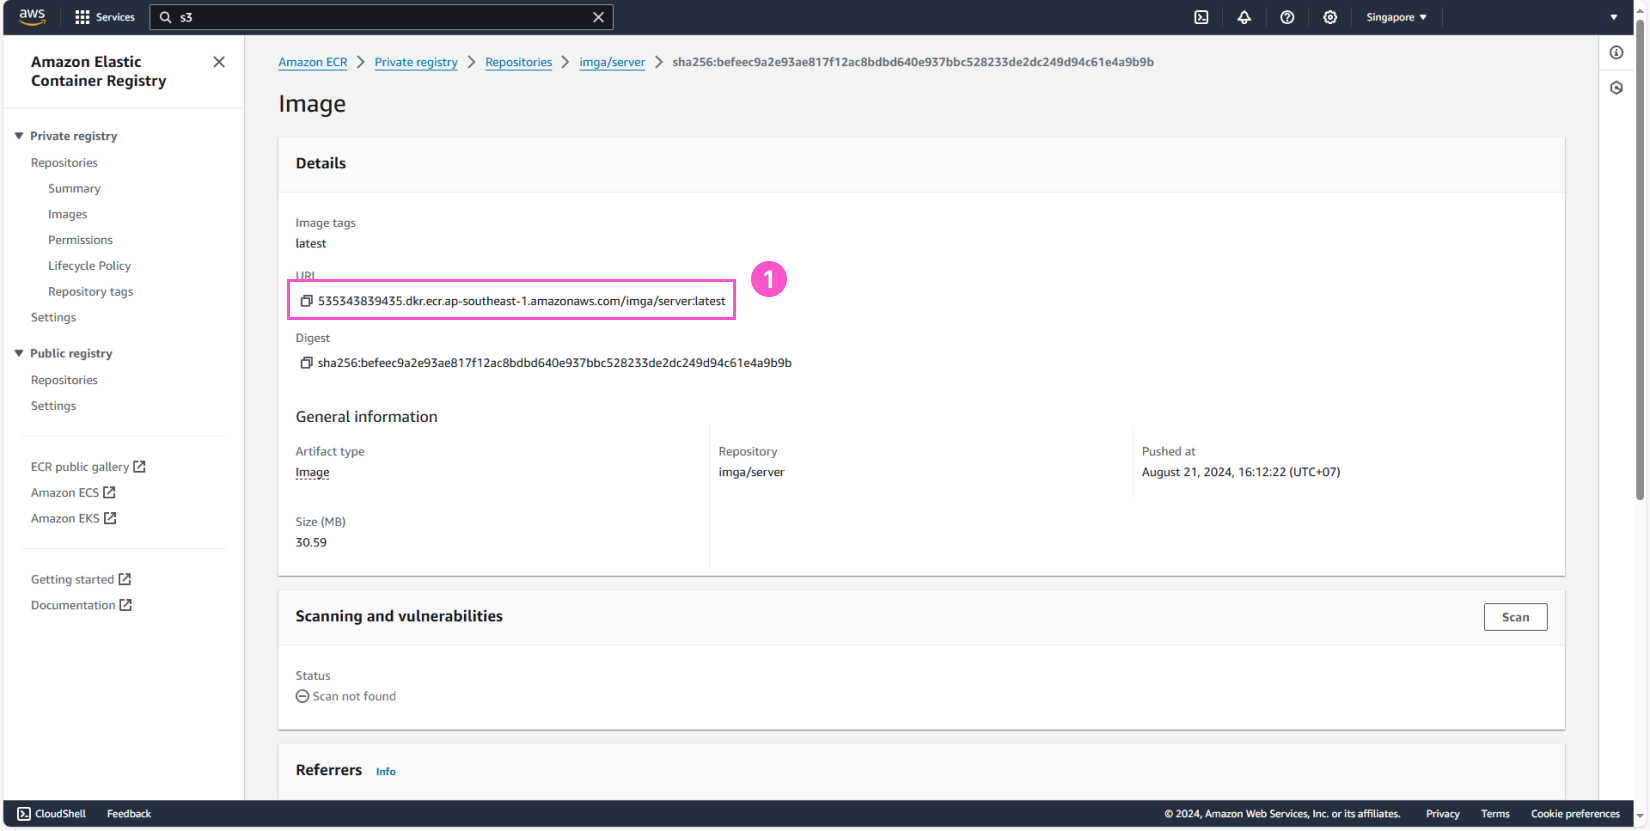 aws Services s3 Singapore
Amazon Elastic
Container Registry
Private registry
Repositories
Summary
Images
Permissions
Lifecycle Policy
Repository tags
Settings
Public registry
Repositories
Settings
ECR public gallery
Amazon ECS
Amazon EKS
Getting started
Documentation
Amazon ECR Private registry Repositories imga/server sha256:befeec9a2e93ae817f12ac8bdbd640e937bbc528233de2dc249d94c61e4a9b9b
Image
Details
Image tags
latest
URI
535343839435.dkr.ecr.ap-southeast-1.amazonaws.com/imga/server:latest
1
Digest
sha256:befeec9a2e93ae817f12ac8bdbd640e937bbc528233de2dc249d94c61e4a9b9b
General information
Artifact type
Image
Repository
imga/server
Pushed at
August 21, 2024, 16:12:22 (UTC+07)
Size (MB)
30.59
Scanning and vulnerabilities
Scan
Status
Scan not found
Referrers Info
CloudShell Feedback © 2024, Amazon Web Services, Inc. or its affiliates. Privacy Terms Cookie preferences